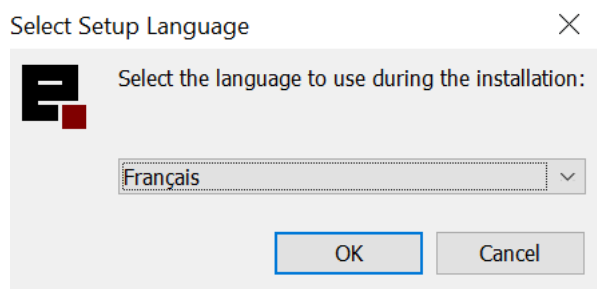 Select Setup Language
e.
Select the language to use during the installation:
Français
OK
Cancel